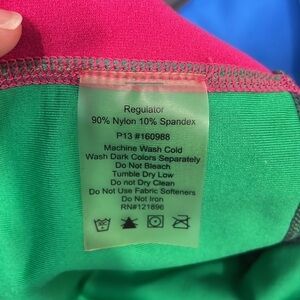 Regulator
90% Nylon 10% Spandex
P13 #160988
Machine Wash Cold
Wash Dark Colors Separately
Do Not Bleach
Tumble Dry Low
Do not Dry Clean
Do Not Use Fabric Softeners
Do Not Iron
RN#121896